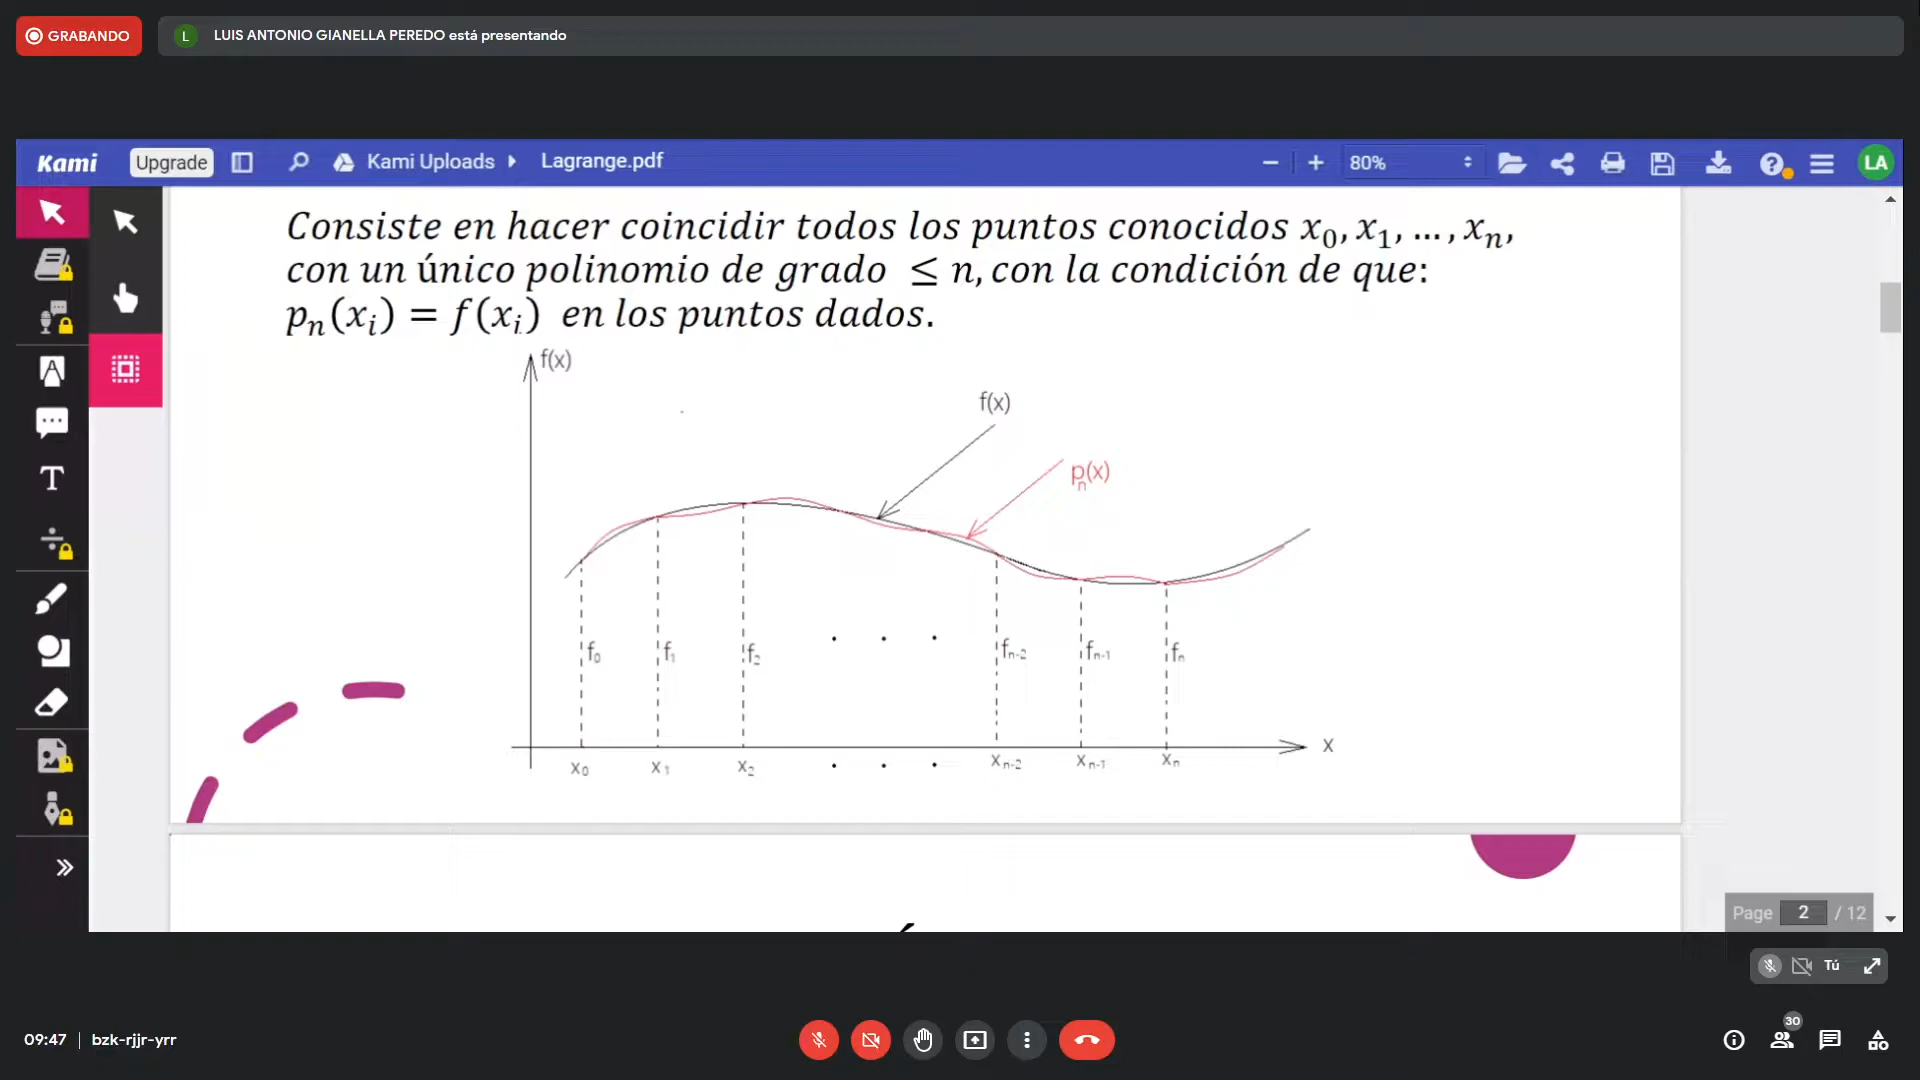 GRABANDO
L LUIS ANTONIO GIANELLA PEREDO está presentando
Kami Upgrade Kami Uploads Lagrange.pdf 80% LA
Consiste en hacer coincidir todos los puntos conocidos x₀, x₁, … , xₙ,
con un único polinomio de grado ≤ n, con la condición de que:
pₙ(xᵢ) = f(xᵢ) en los puntos dados.
f(x)
f(x)
pₙ(x)
f₀ f₁ f₂ . . . fₙ₋₂ fₙ₋₁ fₙ
x
x₀ x₁ x₂ . . . xₙ₋₂ xₙ₋₁ xₙ
Page 2 / 12
Tú
09:47 | bzk-rjjr-yrr
30